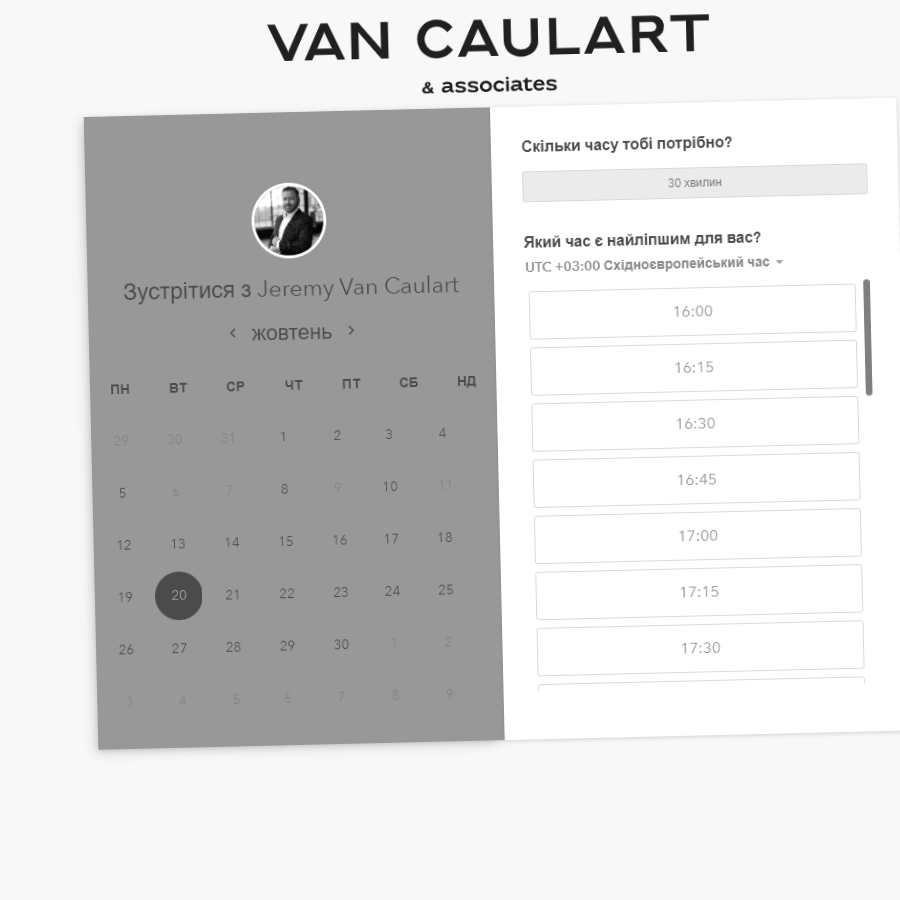 VAN CAULART
& associates
Зустрітися з Jeremy Van Caulart
жовтень
ПН ВТ СР ЧТ ПТ СБ НД
29 30 31 1 2 3 4
5 6 7 8 9 10 11
12 13 14 15 16 17 18
19 20 21 22 23 24 25
26 27 28 29 30 1 2
3 4 5 6 7 8 9
Скільки часу тобі потрібно?
30 хвилин
Який час є найліпшим для вас?
UTC +03:00 Східноєвропейський час
16:00
16:15
16:30
16:45
17:00
17:15
17:30